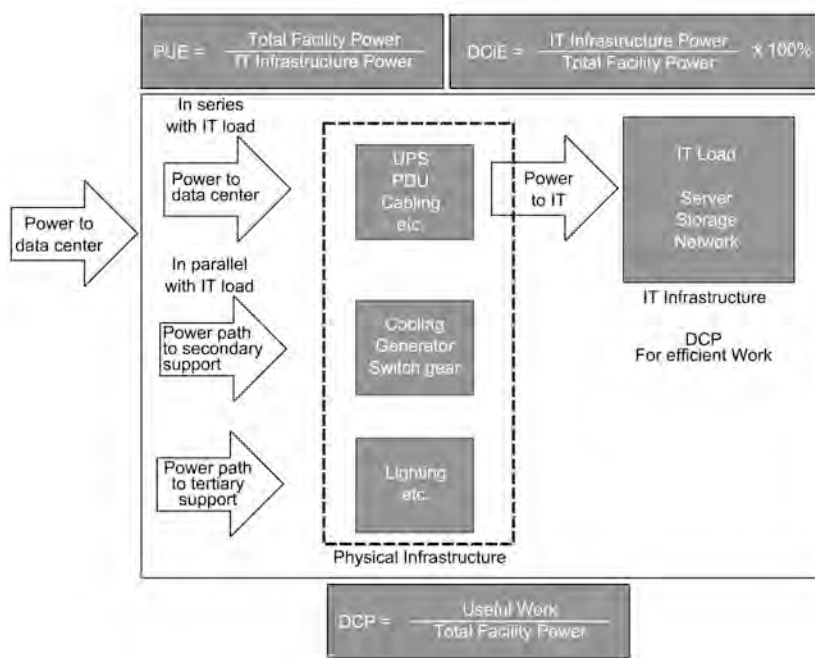 PUE = Total Facility Power
IT Infrastructure Power
DCiE = IT Infrastructure Power x 100%
Total Facility Power
In series
with IT load
Power to
data center
Power to
data center
UPS
PDU
Cabling
etc.
Power
to IT
IT Load
Server
Storage
Network
IT Infrastructure
DCP
For efficient Work
In parallel
with IT load
Power path
to secondary
support
Cooling
Generator
Switch gear
Power path
to tertiary
support
Lighting
etc.
Physical Infrastructure
DCP = Useful Work
Total Facility Power